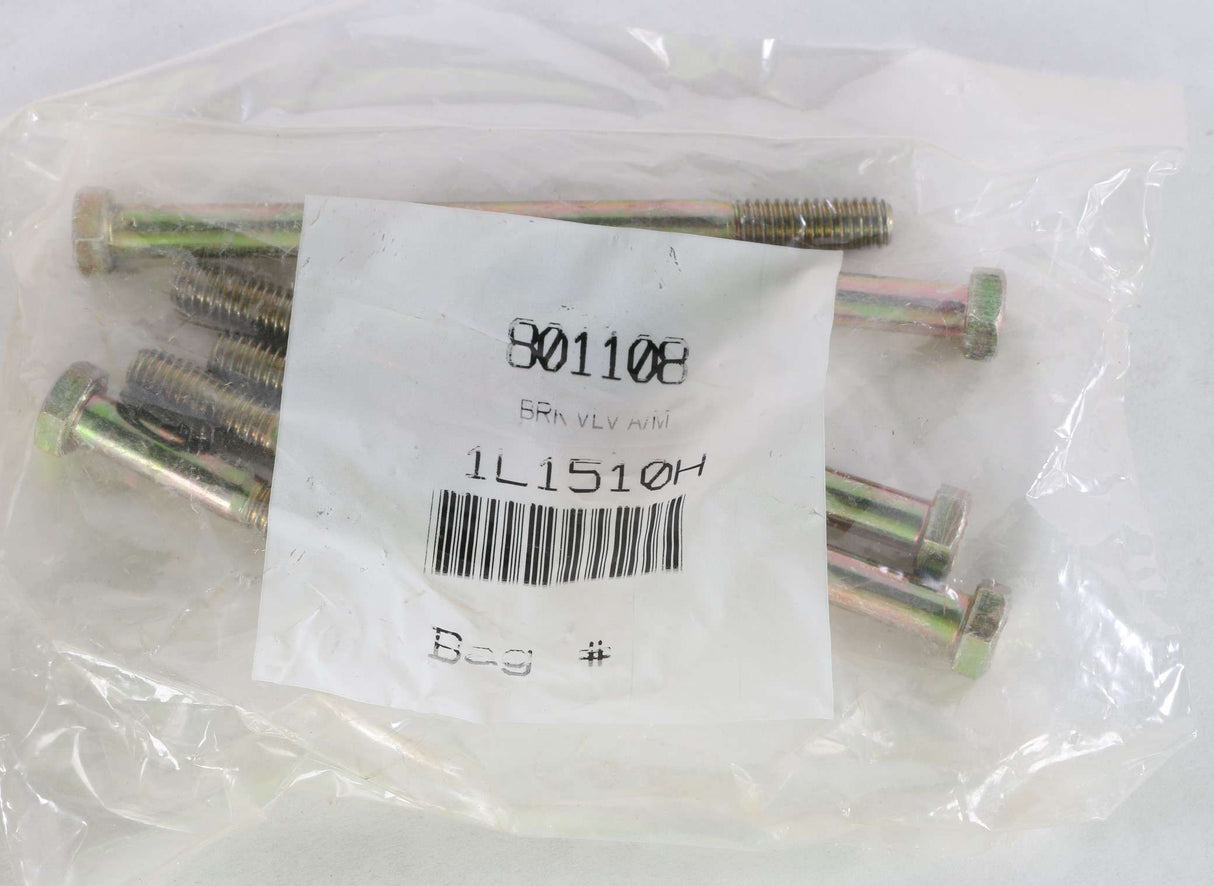 801108
BRK VLV A/M
1L1510H
Bag #